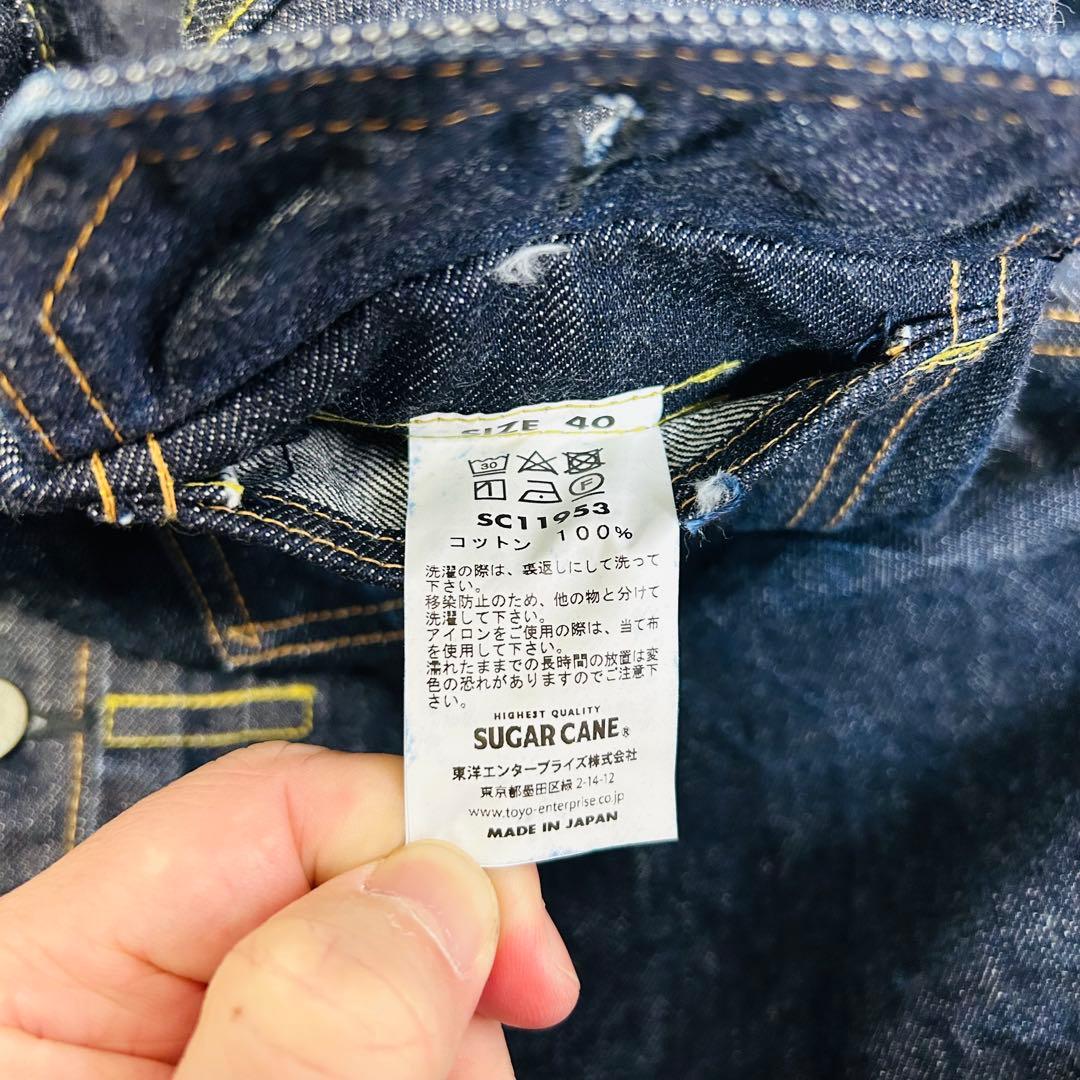 SIZE 40
30
1 F
SC11953
コットン 100%
洗濯の際は、裏返しにして洗って
下さい。
移染防止のため、他の物と分けて
洗濯して下さい。
アイロンをご使用の際は、当て布
を使用して下さい。
濡れたままでの長時間の放置は変
色の恐れがありますのでご注意下
さい。
HIGHEST QUALITY
SUGAR CANE®
東洋エンタープライズ株式会社
東京都墨田区緑 2-14-12
www.toyo-enterprise.co.jp
MADE IN JAPAN